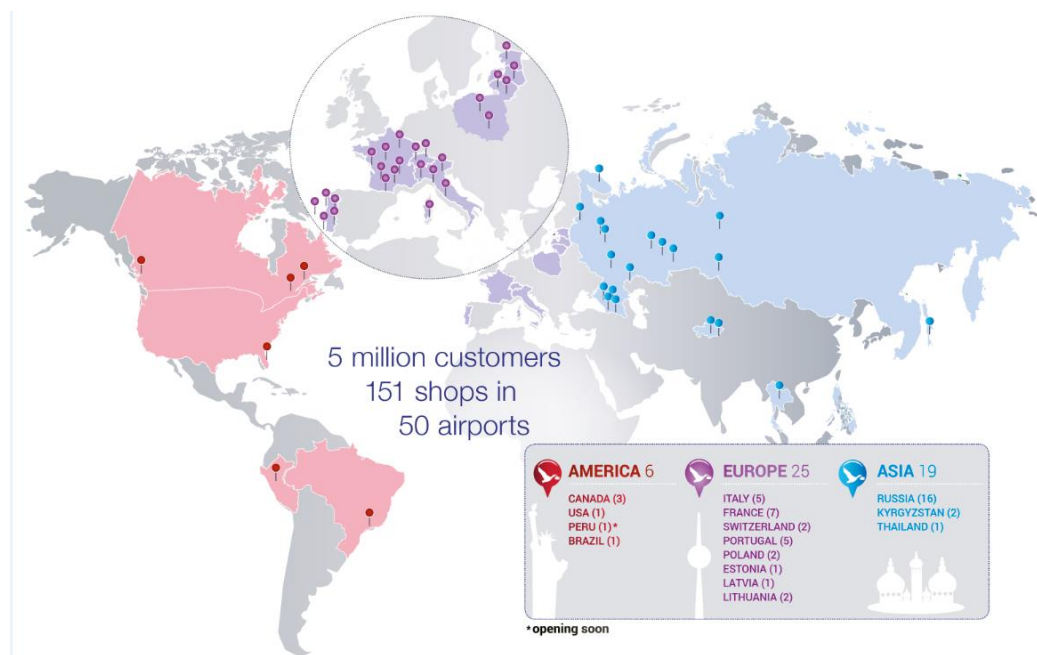 5 million customers
151 shops in
50 airports
AMERICA 6
CANADA (3)
USA (1)
PERU (1)*
BRAZIL (1)
EUROPE 25
ITALY (5)
FRANCE (7)
SWITZERLAND (2)
PORTUGAL (5)
POLAND (2)
ESTONIA (1)
LATVIA (1)
LITHUANIA (2)
ASIA 19
RUSSIA (16)
KYRGYZSTAN (2)
THAILAND (1)
*opening soon